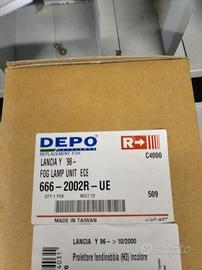 DEPO
R
REPLACEMENT FOR
C4000
LANCIA Y '96-
FOG LAMP UNIT ECE
666-2002R-UE
QTY:1 PCS VOLT:12
509
MADE IN TAIWAN
LANCIA Y 96-> 10/2000
Proiettore fendinebbia (H3) incolore
subito